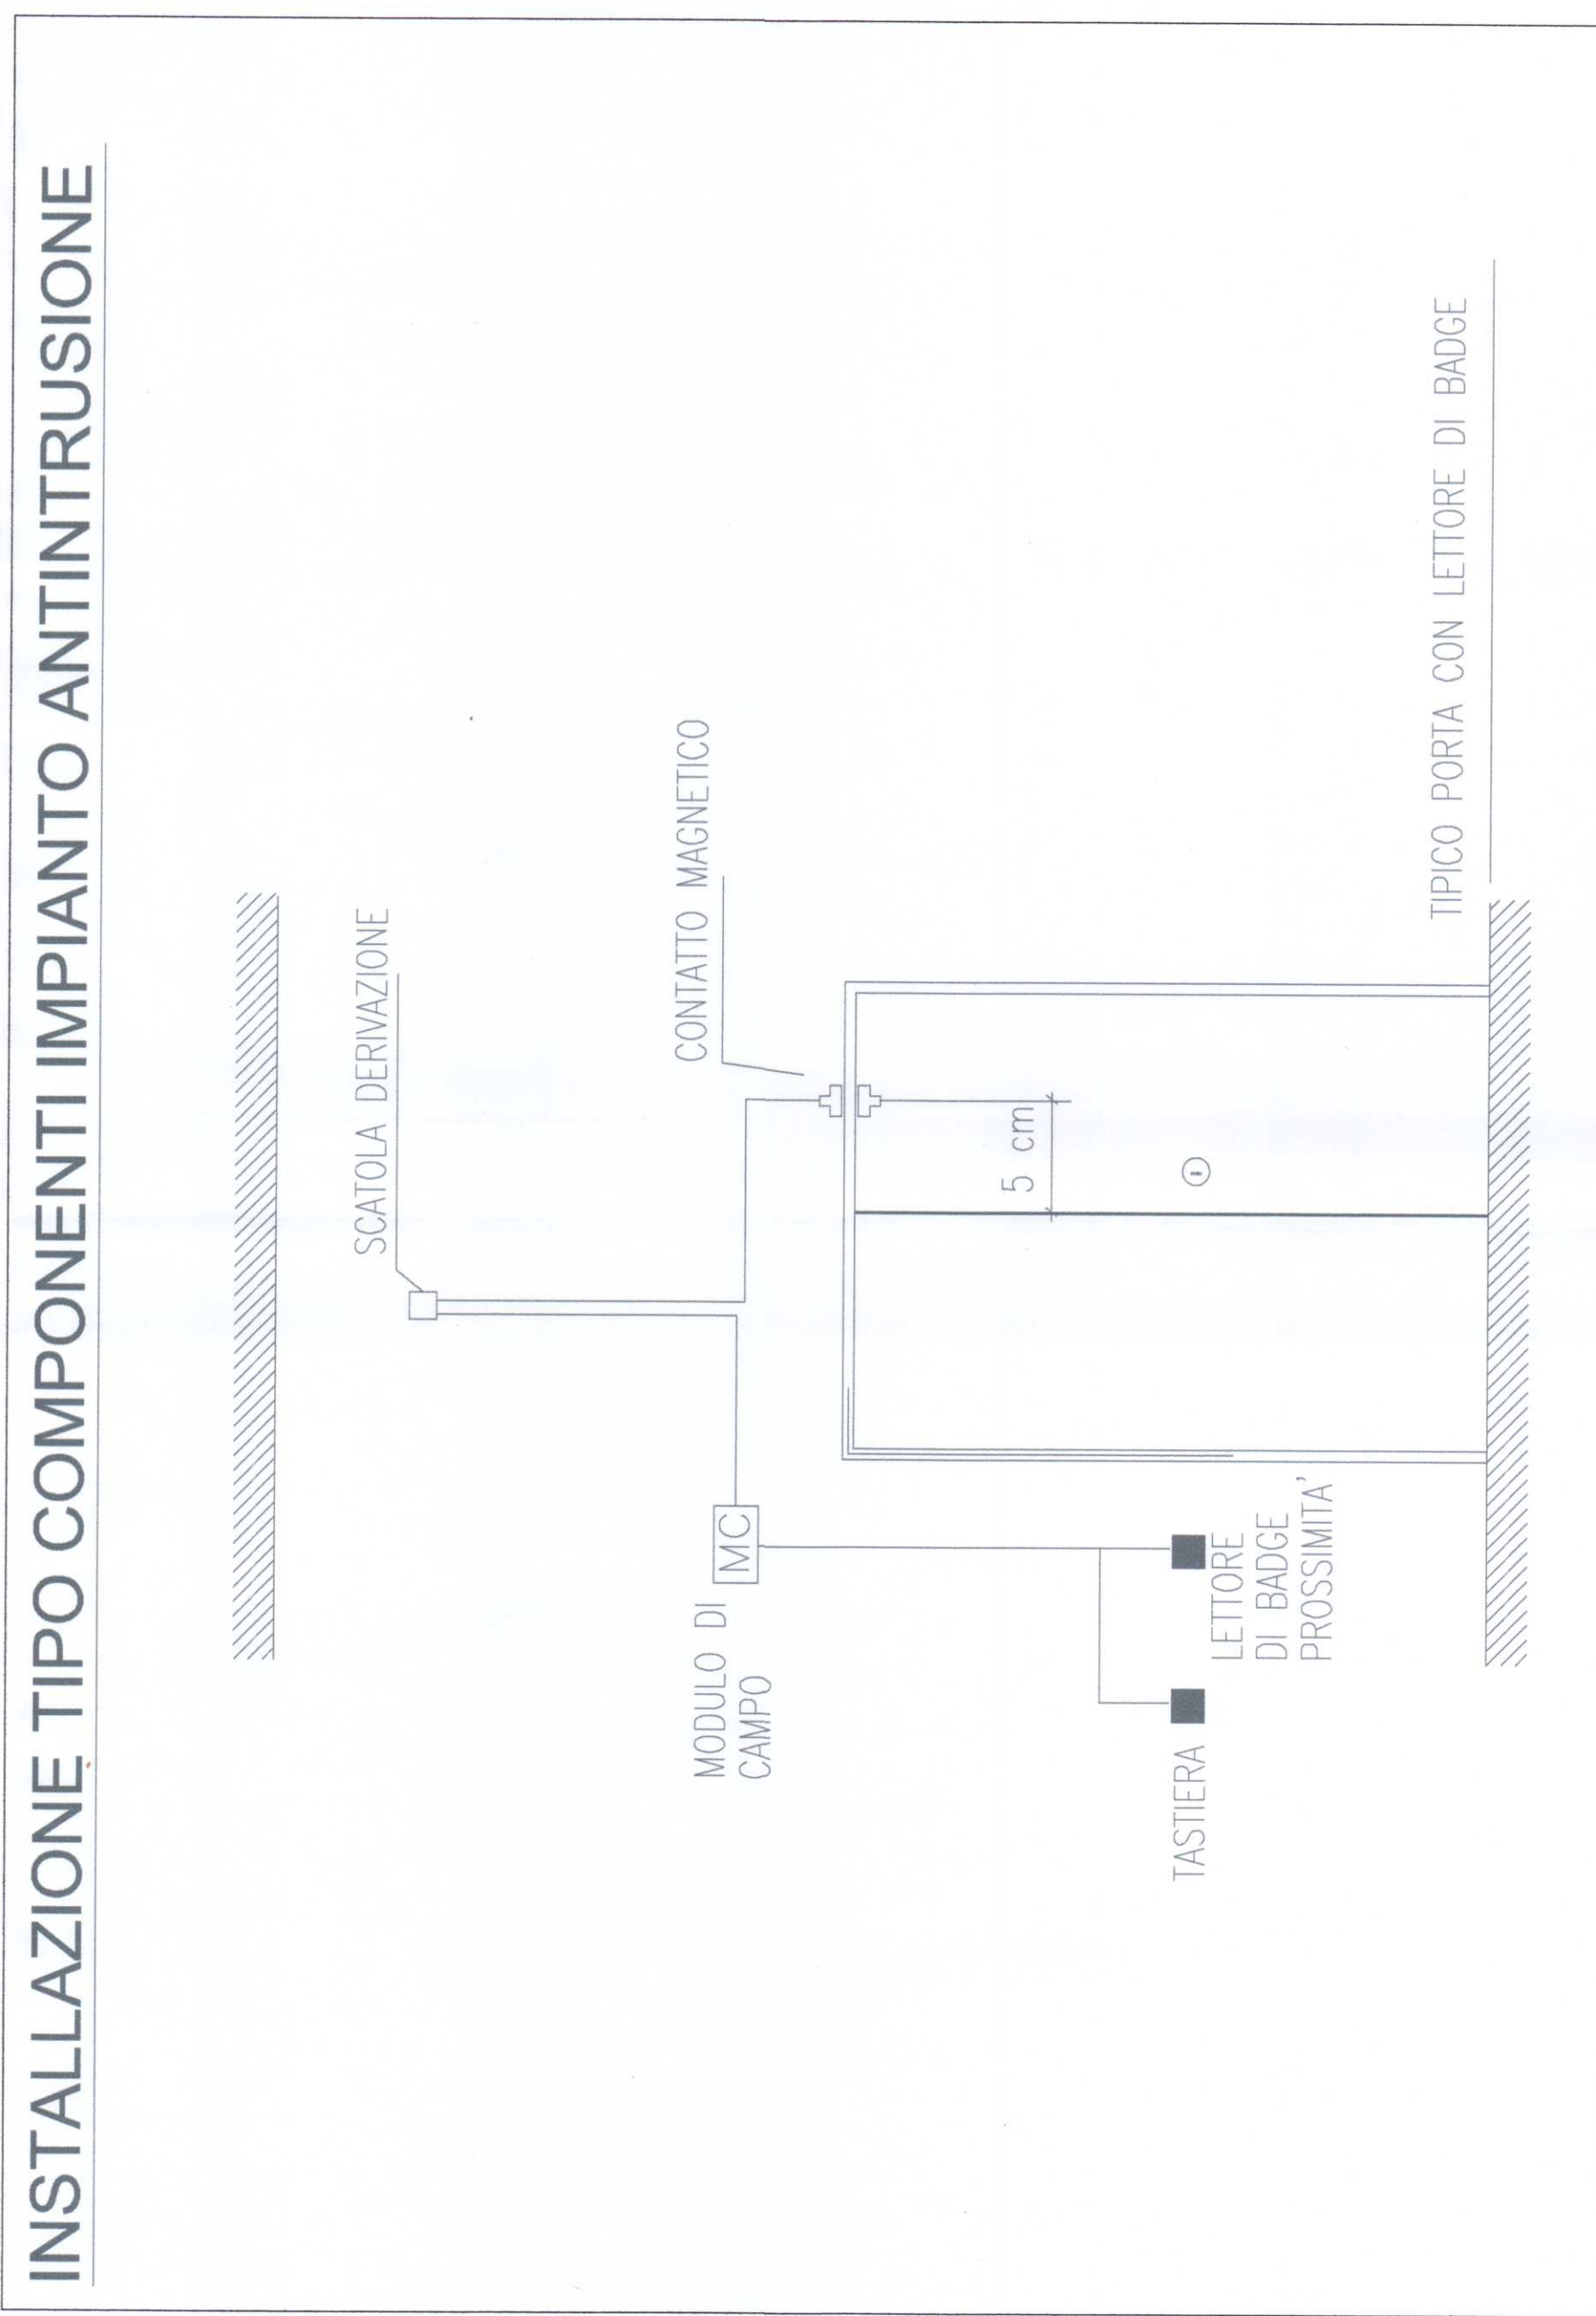 INSTALLAZIONE TIPO COMPONENTI IMPIANTO ANTINTRUSIONE
SCATOLA DERIVAZIONE
CONTATTO MAGNETICO
MODULO DI
CAMPO
MC
5 cm
TASTIERA
LETTORE
DI BADGE
PROSSIMITA'
TIPICO PORTA CON LETTORE DI BADGE